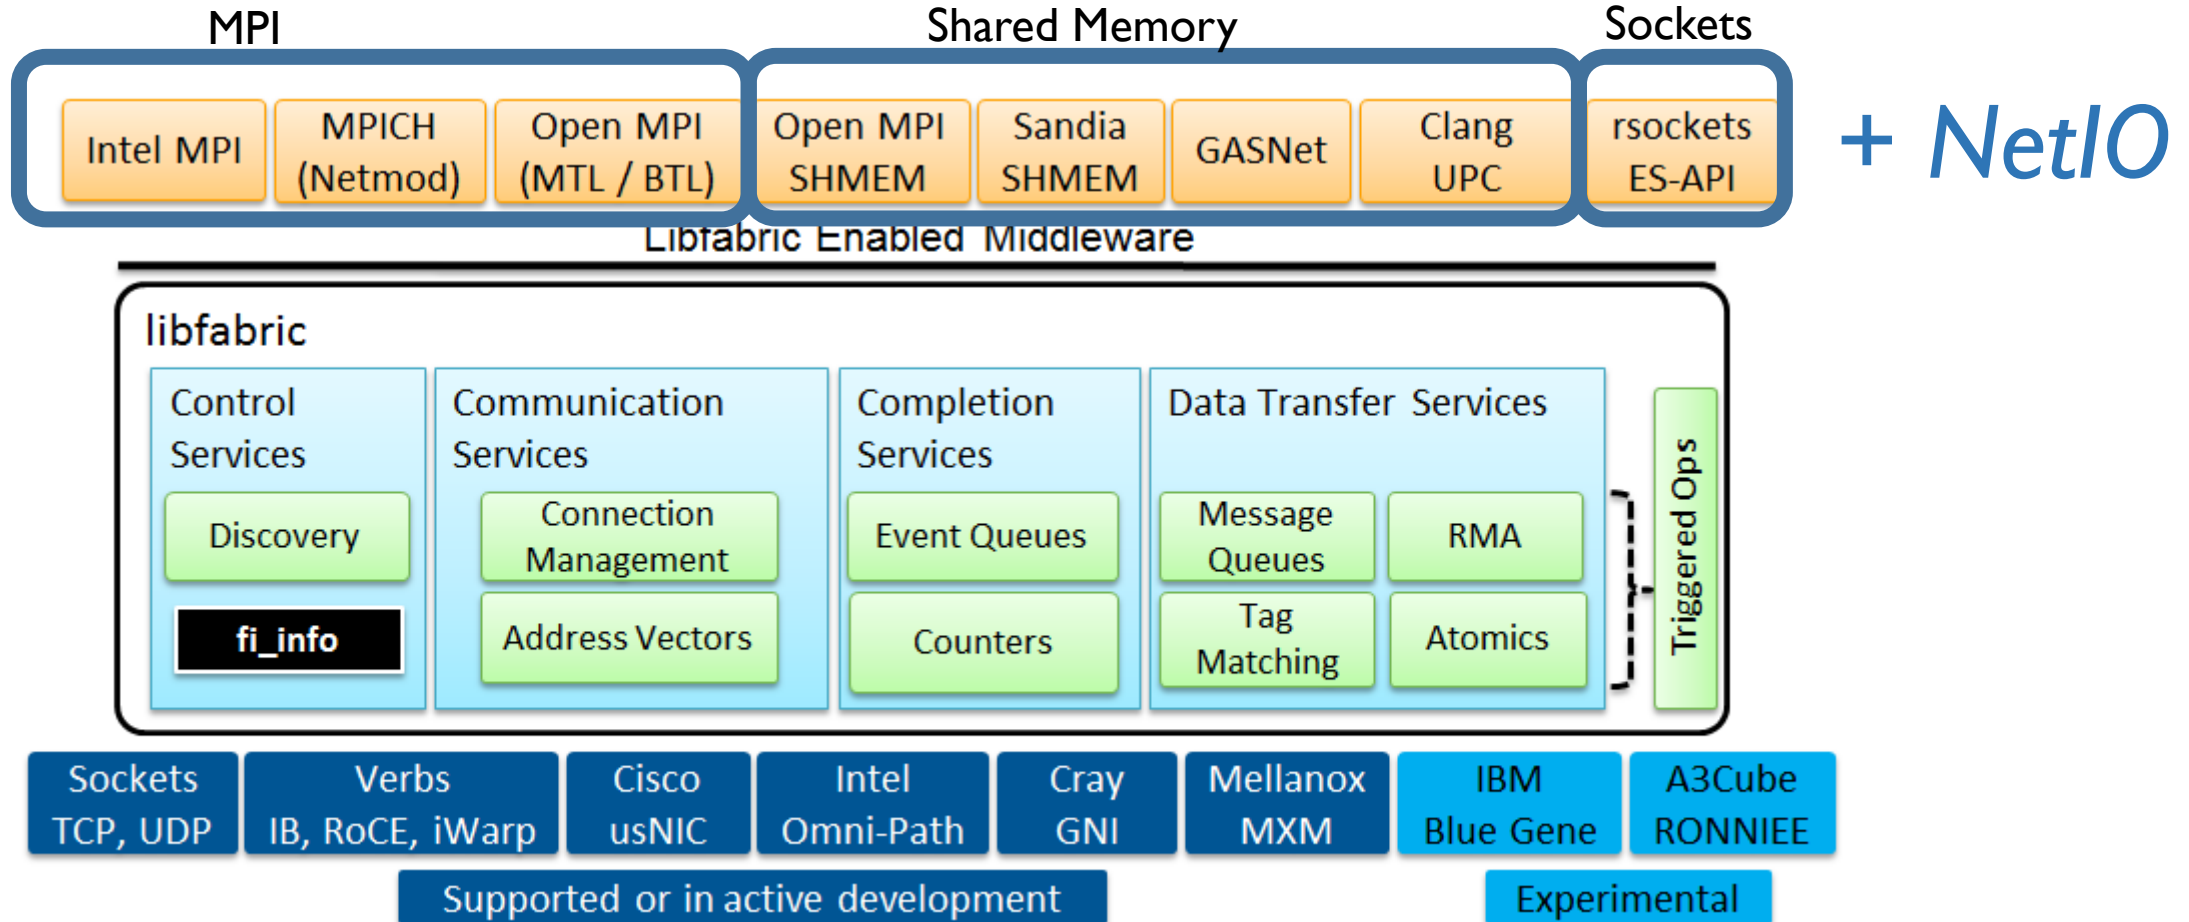 MPI
Shared Memory
Sockets
Intel MPI
MPICH
(Netmod)
Open MPI
(MTL / BTL)
Open MPI
SHMEM
Sandia
SHMEM
GASNet
Clang
UPC
rsockets
ES-API
+ NetIO
Libfabric Enabled Middleware
libfabric
Control
Services
Discovery
fi_info
Communication
Services
Connection
Management
Address Vectors
Completion
Services
Event Queues
Counters
Data Transfer Services
Message
Queues
RMA
Tag
Matching
Atomics
Triggered Ops
Sockets
TCP, UDP
Verbs
IB, RoCE, iWarp
Cisco
usNIC
Intel
Omni-Path
Cray
GNI
Mellanox
MXM
IBM
Blue Gene
A3Cube
RONNIEE
Supported or in active development
Experimental